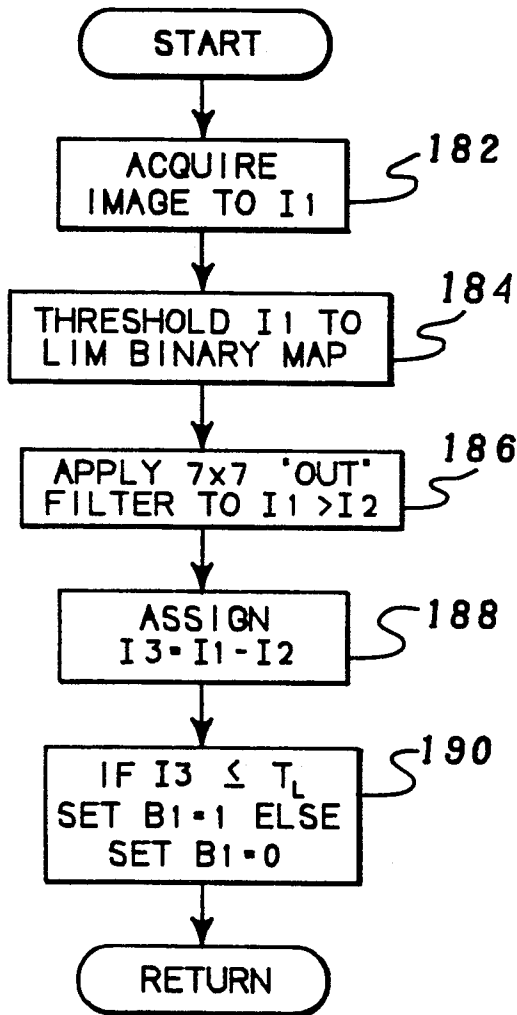 START
ACQUIRE
IMAGE TO I1
182
THRESHOLD I1 TO
LIM BINARY MAP
184
APPLY 7x7 "OUT"
FILTER TO I1 >I2
186
ASSIGN
I3=I1-I2
188
IF I3 ≤ TL
SET B1=1 ELSE
SET B1=0
190
RETURN